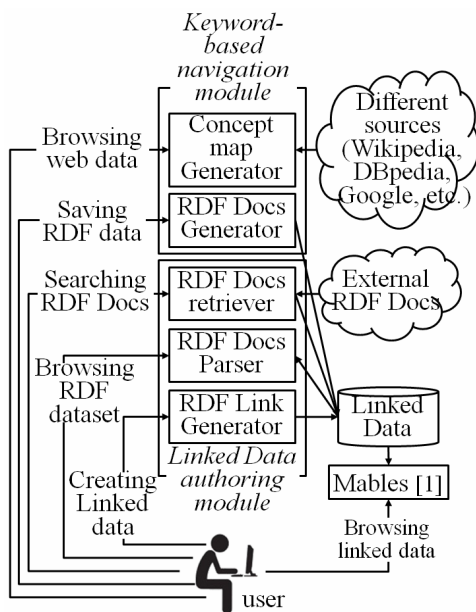 Keyword-
based
navigation
module
Browsing
web data
Concept
map
Generator
Different
sources
(Wikipedia,
DBpedia,
Google, etc.)
Saving
RDF data
RDF Docs
Generator
Searching
RDF Docs
RDF Docs
retriever
External
RDF Docs
Browsing
RDF
dataset
RDF Docs
Parser
RDF Link
Generator
Linked
Data
Linked Data
authoring
module
Creating
Linked
data
Mables [1]
Browsing
linked data
user